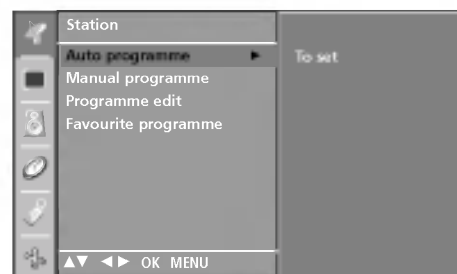 Station
Auto programme ► To set
Manual programme
Programme edit
Favourite programme
▲▼ ◄► OK MENU